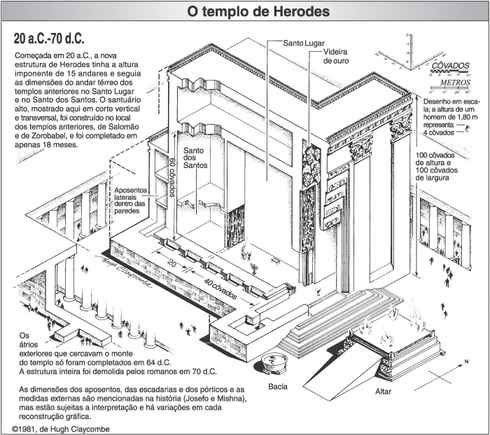 O templo de Herodes
20 a.C.-70 d.C.
Começada em 20 a.C., a nova
estrutura de Herodes tinha a altura
imponente de 15 andares e seguia
as dimensões do andar térreo dos
templos anteriores no Santo Lugar
e no Santo dos Santos. O santuário
alto, mostrado aqui em corte vertical
e transversal, foi construído no local
dos templos anteriores, de Salomão
e de Zorobabel, e foi completado em
apenas 18 meses.
Santo Lugar
Videira
de ouro
CÔVADOS
METROS
Desenho em esca-
la; a altura de um
homem de 1,80 m
representa
4 côvados
100 côvados
de altura e
100 côvados
de largura
Santo
dos
Santos
60 côvados
Aposentos
laterais
dentro das
paredes
20
40 côvados
Hugh Claycombe
Os
átrios
exteriores que cercavam o monte
do templo só foram completados em 64 d.C.
A estrutura inteira foi demolida pelos romanos em 70 d.C.
Bacia
Altar
N
As dimensões dos aposentos, das escadarias e dos pórticos e as
medidas externas são mencionadas na história (Josefo e Mishna),
mas estão sujeitas a interpretação e há variações em cada
reconstrução gráfica.
©1981, de Hugh Claycombe